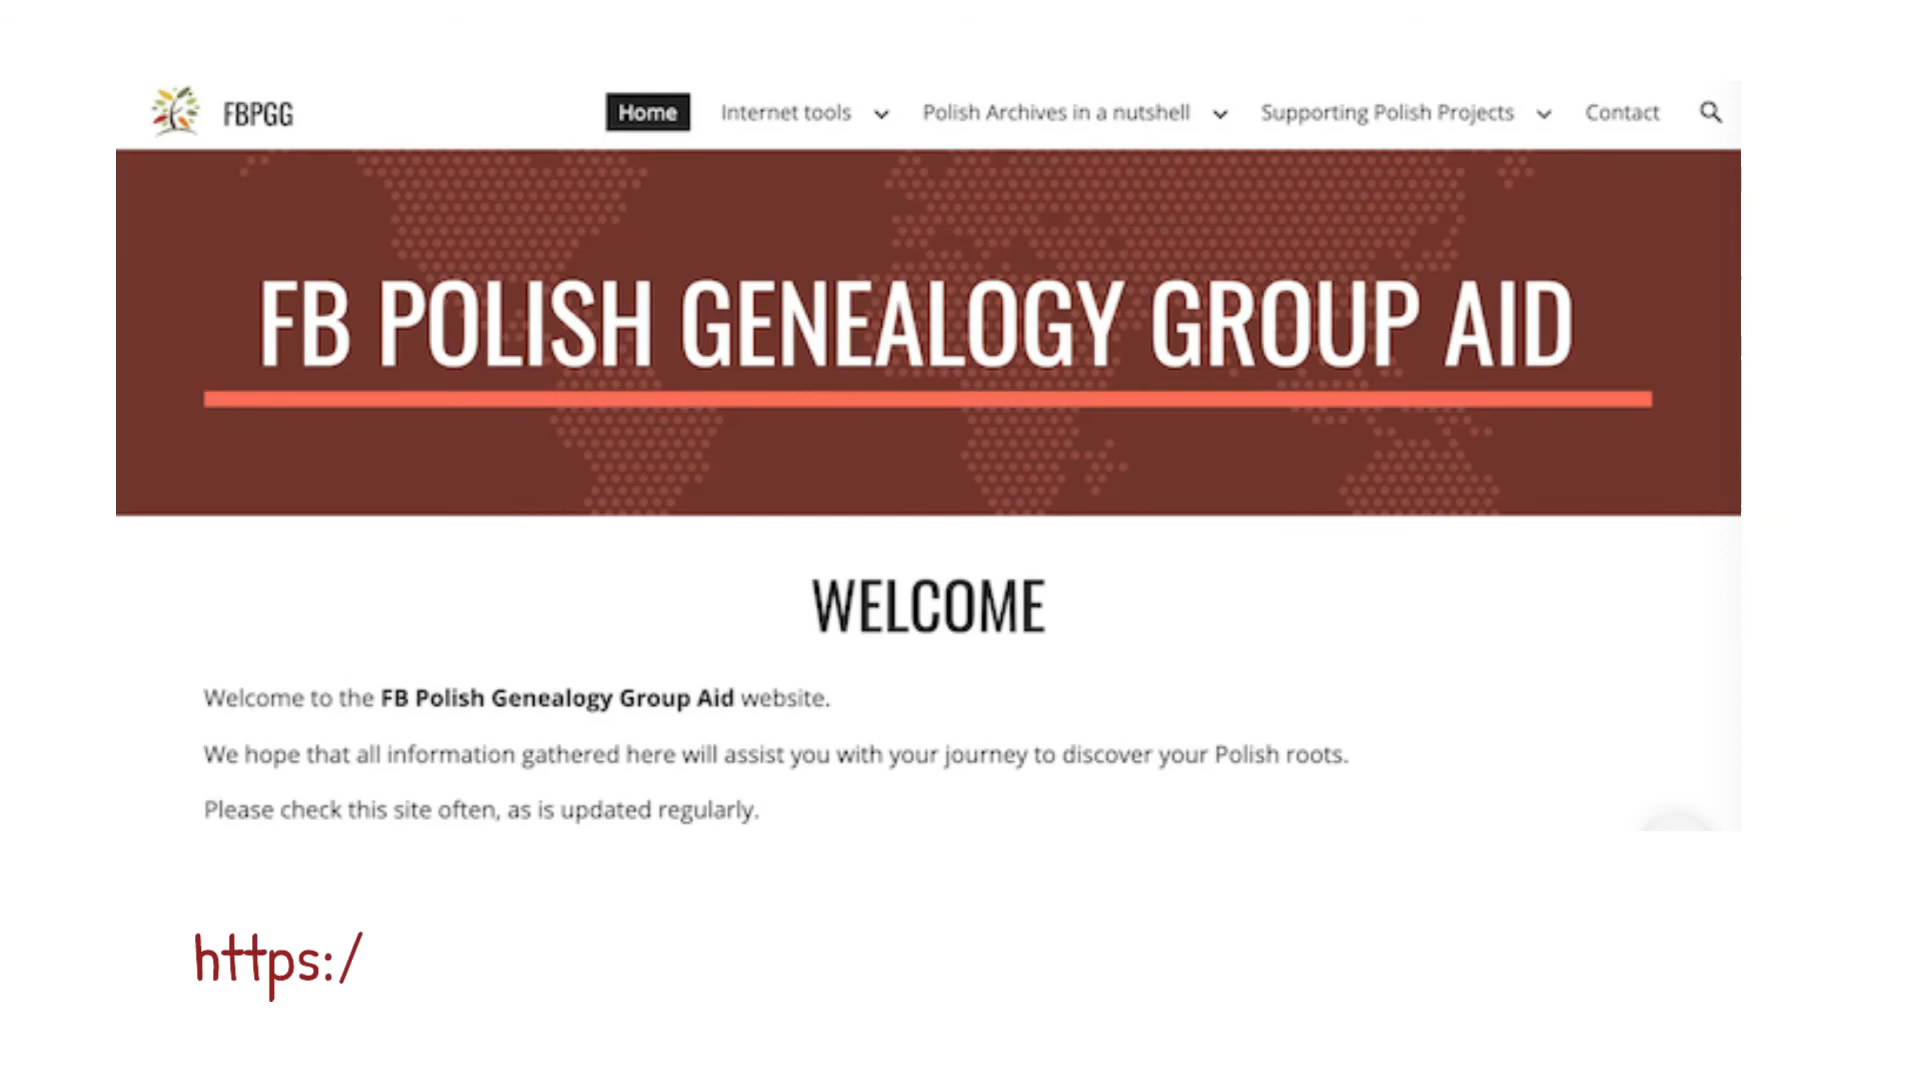 FBPGG
Home Internet tools Polish Archives in a nutshell Supporting Polish Projects Contact
FB POLISH GENEALOGY GROUP AID
WELCOME
Welcome to the FB Polish Genealogy Group Aid website.
We hope that all information gathered here will assist you with your journey to discover your Polish roots.
Please check this site often, as is updated regularly.
https:/